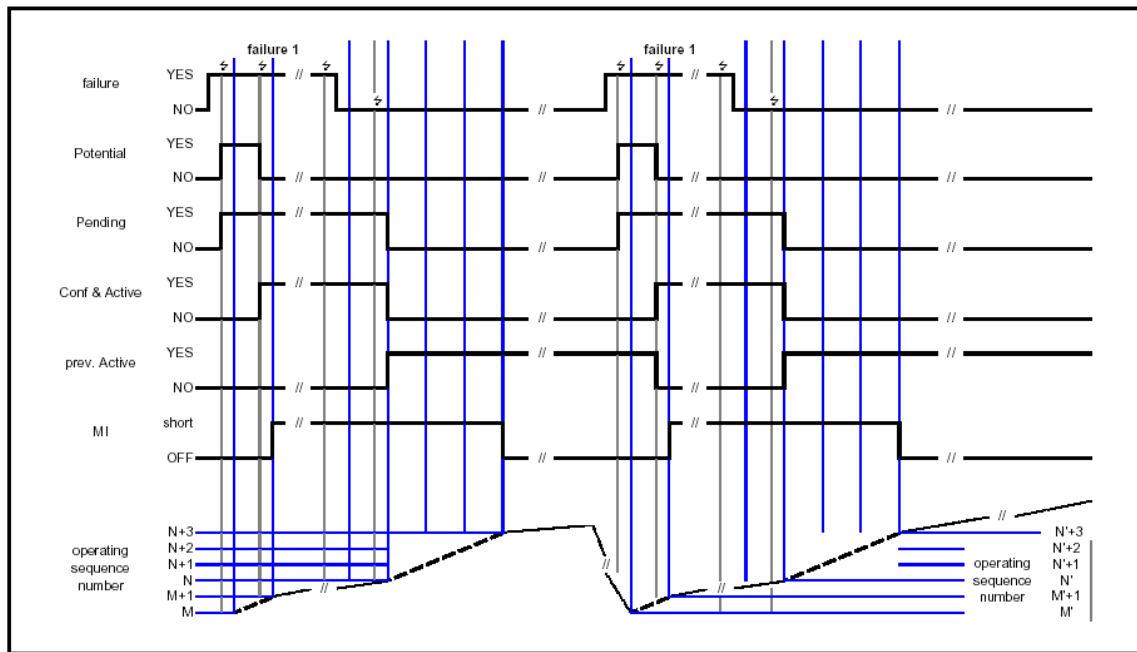 failure 1
failure 1
failure
YES
NO
Potential
YES
NO
Pending
YES
NO
Conf & Active
YES
NO
prev. Active
YES
NO
MI
short
OFF
operating
sequence
number
N+3
N+2
N+1
N
M+1
M
operating
sequence
number
N'+3
N'+2
N'+1
N'
M'+1
M'